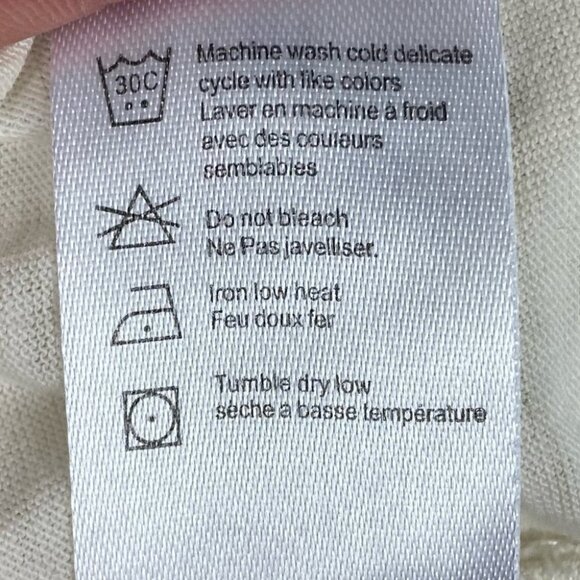 30C
Machine wash cold delicate
cycle with like colors
Laver en machine à froid
avec des couleurs
semblables
Do not bleach
Ne Pas javelliser.
Iron low heat
Feu doux fer
Tumble dry low
sèche a basse température